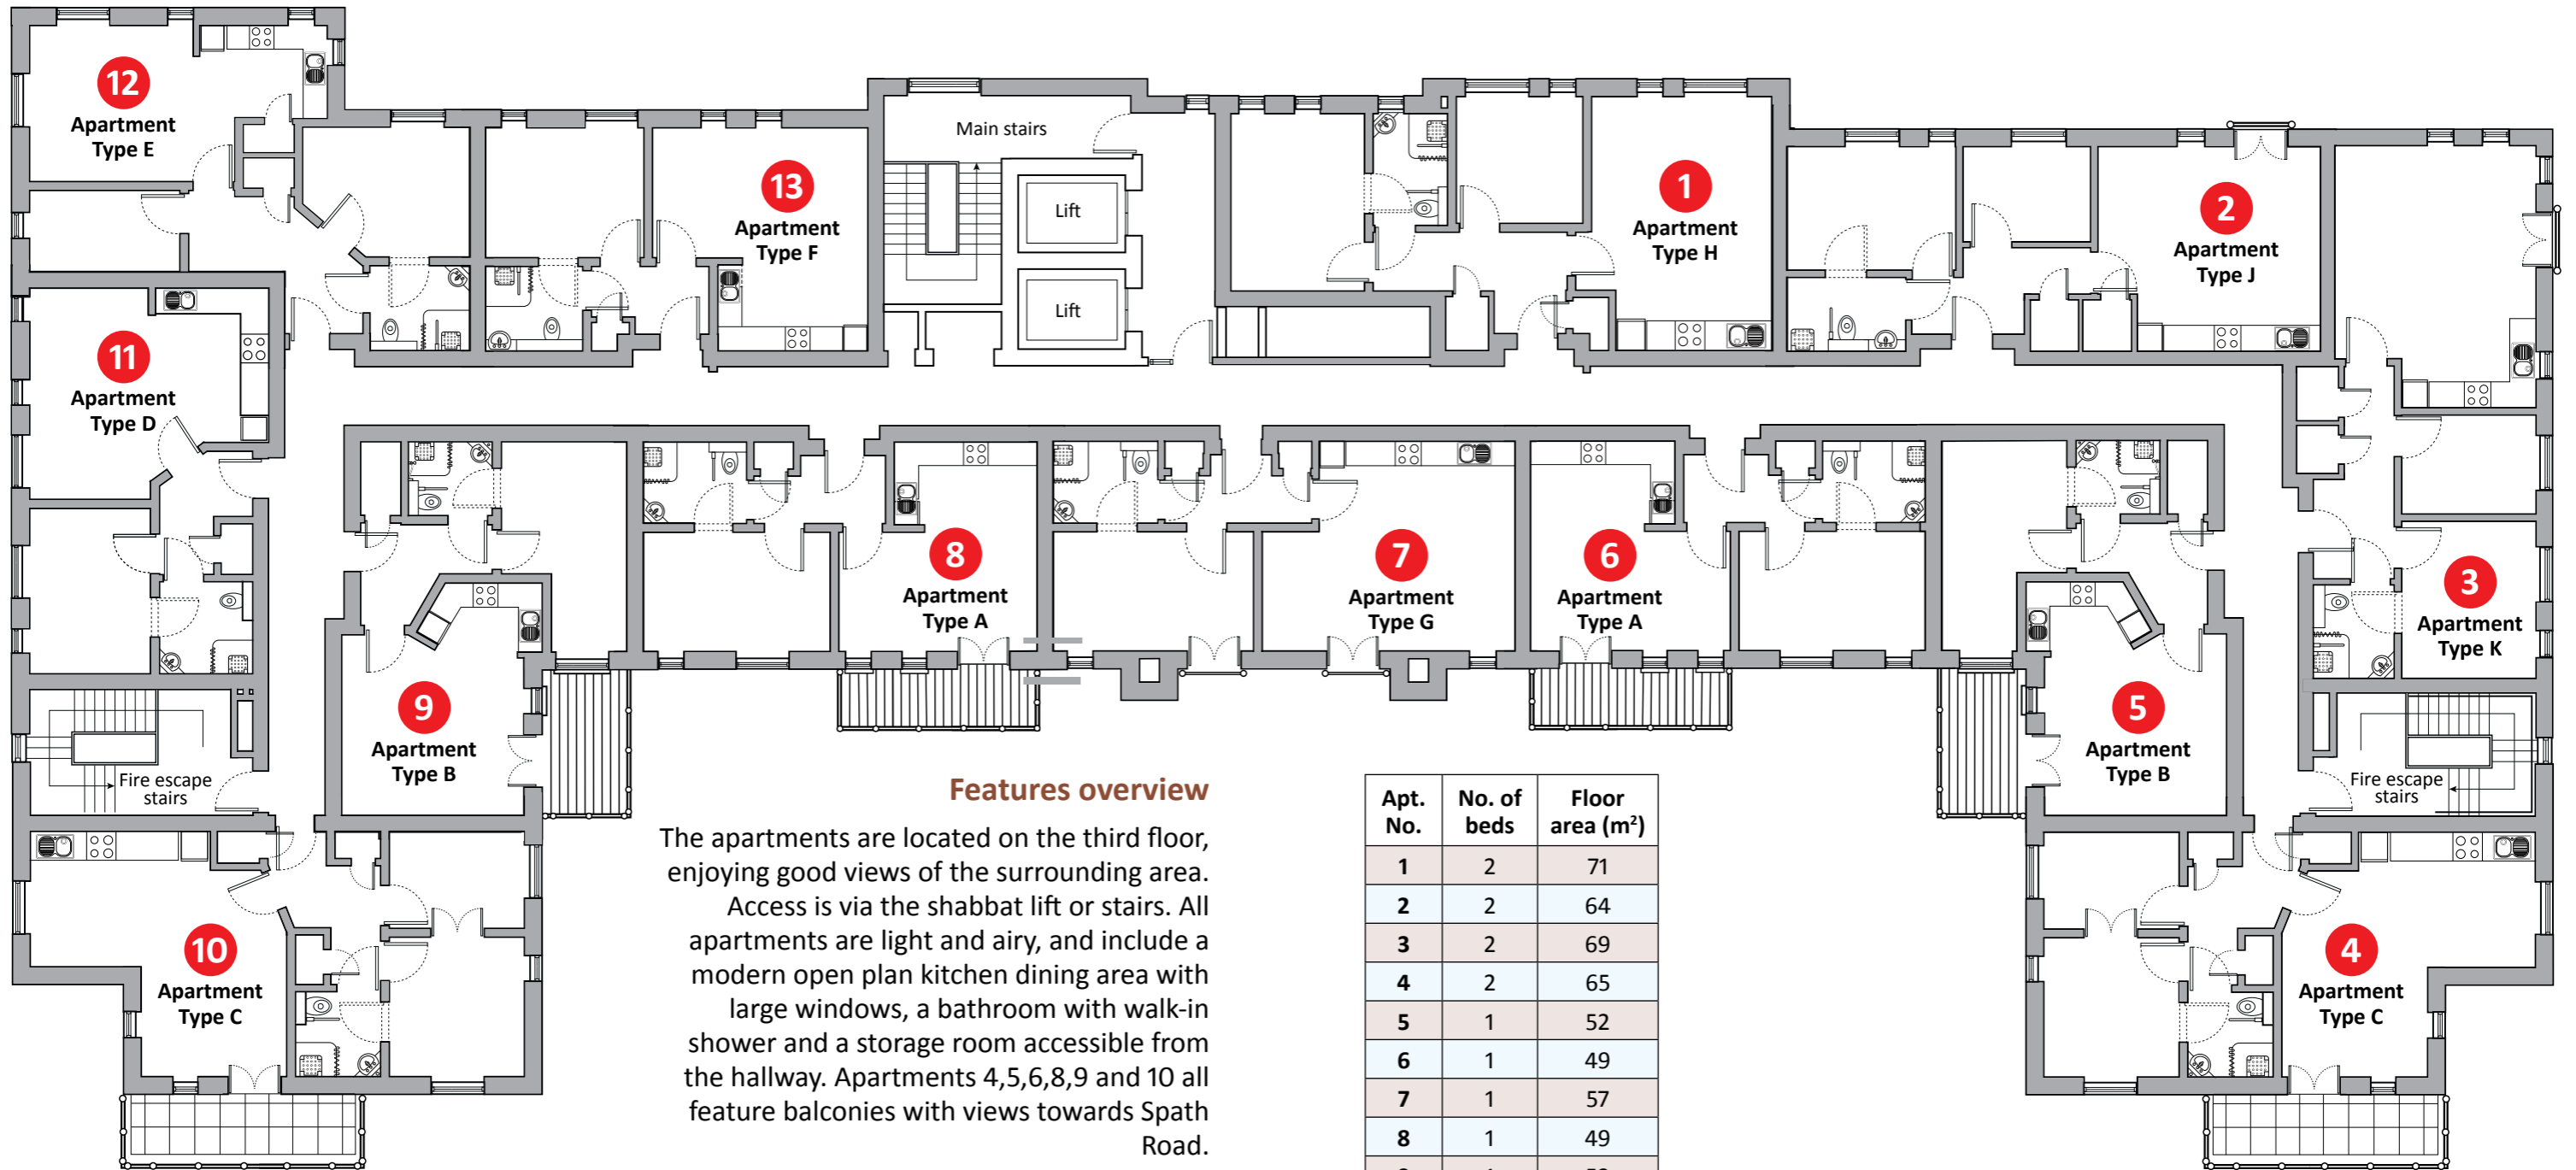 12
Apartment
Type E
13
Apartment
Type F
Main stairs
Lift
Lift
1
Apartment
Type H
2
Apartment
Type J
11
Apartment
Type D
8
Apartment
Type A
7
Apartment
Type G
6
Apartment
Type A
3
Apartment
Type K
9
Apartment
Type B
5
Apartment
Type B
Fire escape
stairs
Fire escape
stairs
10
Apartment
Type C
4
Apartment
Type C
Features overview
The apartments are located on the third floor,
enjoying good views of the surrounding area.
Access is via the shabbat lift or stairs. All
apartments are light and airy, and include a
modern open plan kitchen dining area with
large windows, a bathroom with walk-in
shower and a storage room accessible from
the hallway. Apartments 4,5,6,8,9 and 10 all
feature balconies with views towards Spath
Road.
Apt. No. No. of beds Floor area (m²)
1 2 71
2 2 64
3 2 69
4 2 65
5 1 52
6 1 49
7 1 57
8 1 49